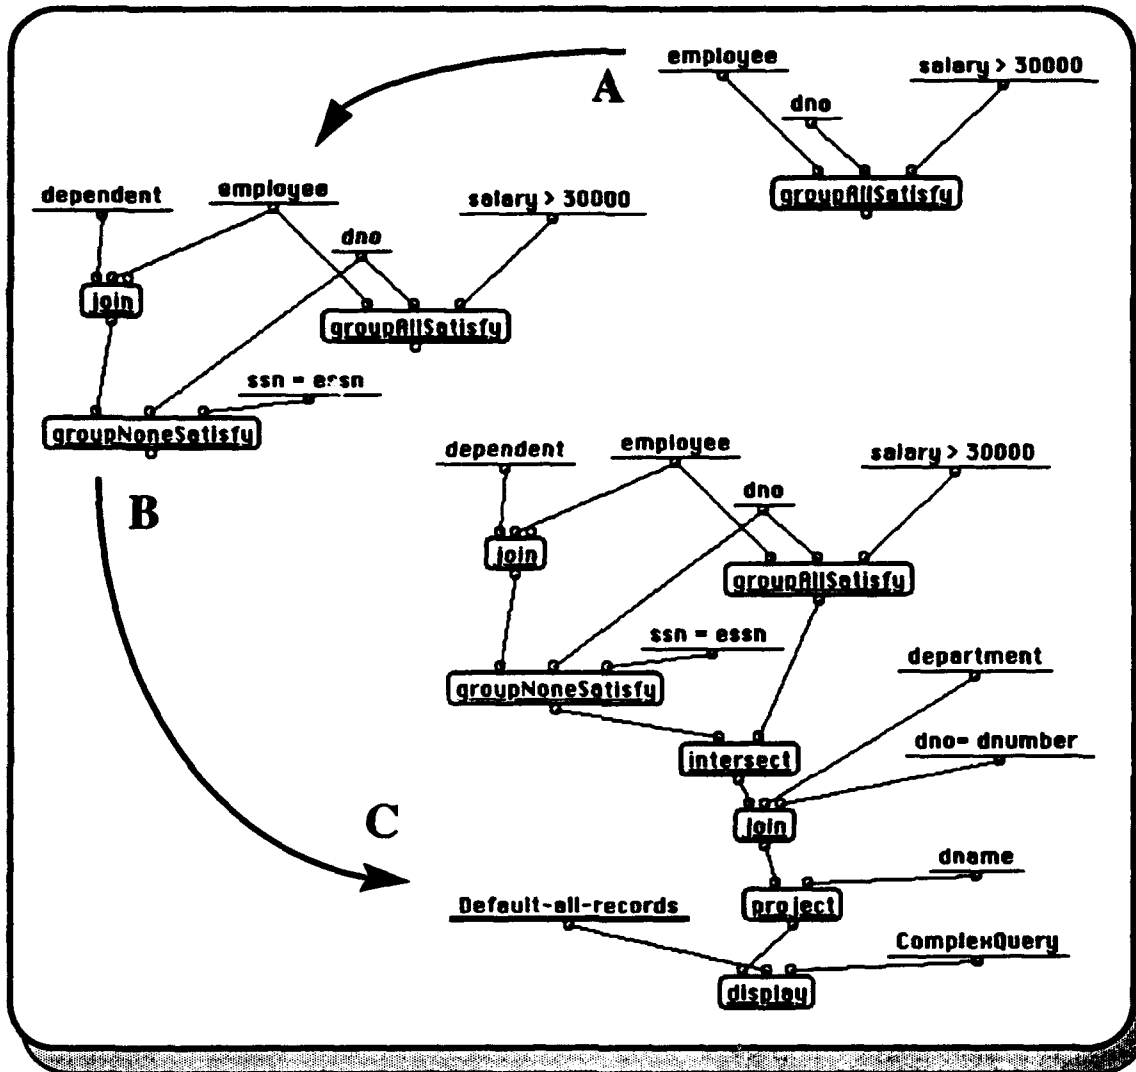 employee
salary > 30000
A
dno
groupAllSatisfy
dependent
employee
salary > 30000
dno
join
groupAllSatisfy
ssn = essn
groupNoneSatisfy
B
dependent
employee
salary > 30000
dno
join
groupAllSatisfy
ssn = essn
department
groupNoneSatisfy
dno= dnumber
intersect
C
join
dname
Default-all-records
project
ComplexQuery
display